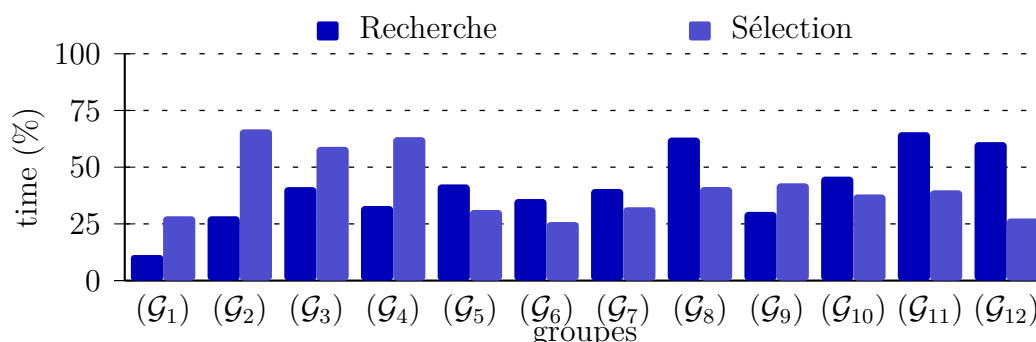 Recherche Sélection
100
75
50
25
0
time (%)
(𝒢₁) (𝒢₂) (𝒢₃) (𝒢₄) (𝒢₅) (𝒢₆) (𝒢₇) (𝒢₈) (𝒢₉) (𝒢₁₀) (𝒢₁₁) (𝒢₁₂)
groupes